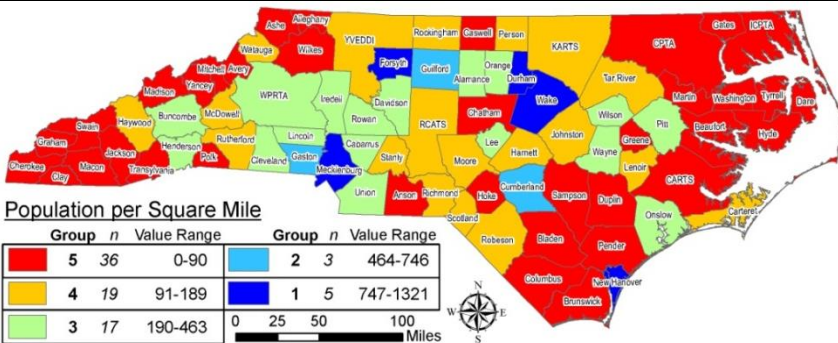 Ashe
Alleghany
Wilkes
Watauga
YVEDDI
Rockingham
Caswell
Person
KARTS
CPTA
Gates
ICPTA
Forsyth
Guilford
Alamance
Orange
Durham
Wake
Tar River
Mitchell
Avery
Yancey
Madison
WPRTA
Iredell
Davidson
Rowan
Chatham
Wilson
Martin
Washington
Tyrrell
Dare
Pitt
Beaufort
Hyde
Greene
Johnston
Wayne
Lenoir
Swain
Haywood
Buncombe
McDowell
Lincoln
Cabarrus
RCATS
Lee
Harnett
Moore
Stanly
Graham
Jackson
Henderson
Rutherford
Cleveland
Gaston
Mecklenburg
Cherokee
Clay
Macon
Transylvania
Polk
Union
Anson
Richmond
Hoke
Cumberland
Sampson
Duplin
CARTS
Carteret
Onslow
Scotland
Robeson
Bladen
Pender
Columbus
Brunswick
New Hanover
Population per Square Mile
Group n Value Range Group n Value Range
5 36 0-90 2 3 464-746
4 19 91-189 1 5 747-1321
3 17 190-463
0 25 50 100
Miles
N
W E
S